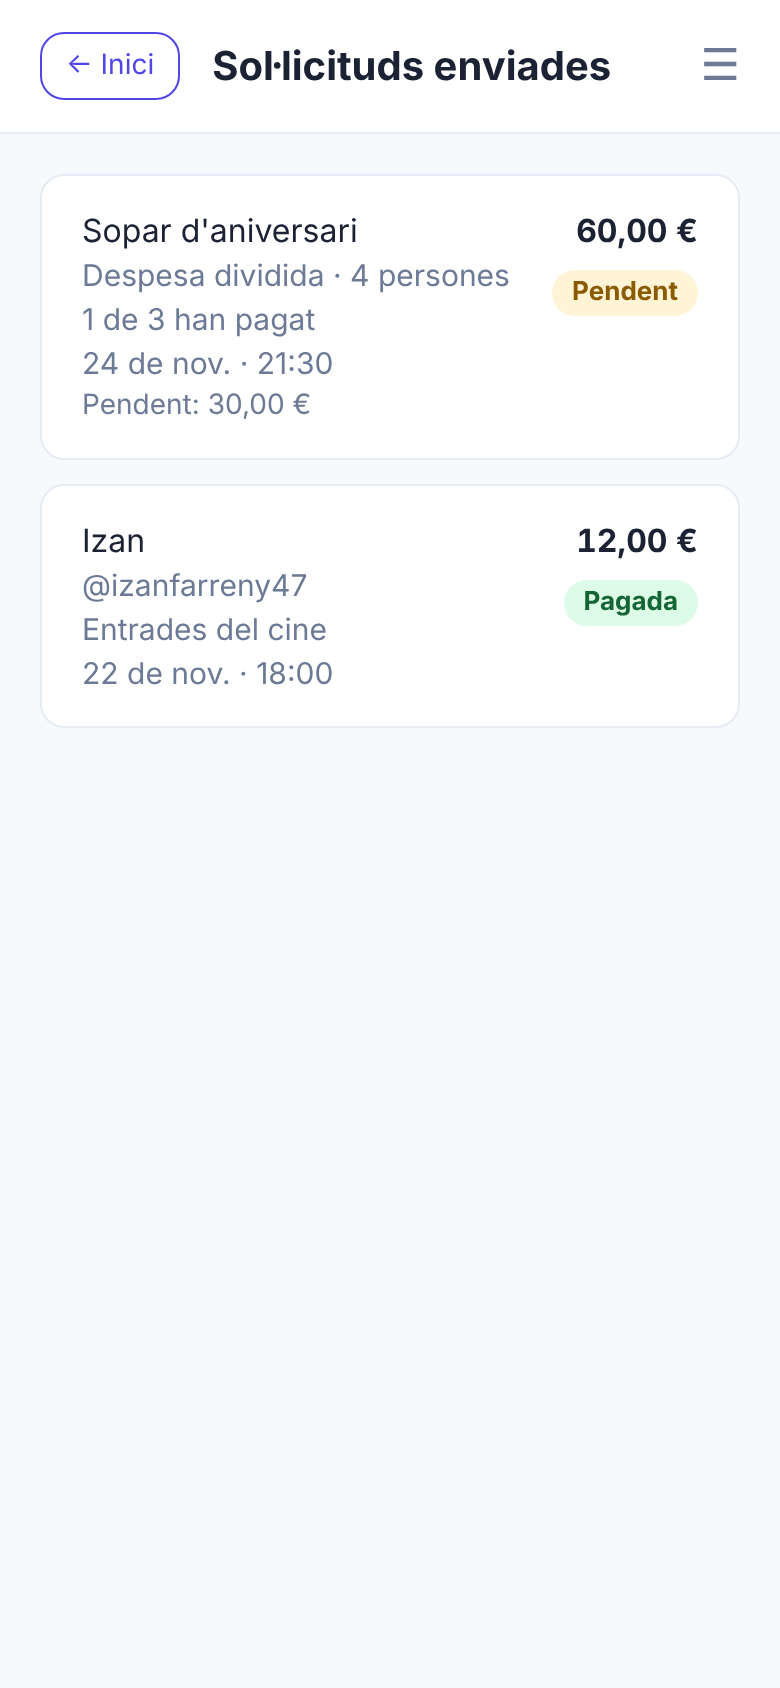 ← Inici
Sol·licituds enviades
☰
Sopar d'aniversari
60,00 €
Despesa dividida · 4 persones
Pendent
1 de 3 han pagat
24 de nov. · 21:30
Pendent: 30,00 €
Izan
12,00 €
@izanfarreny47
Pagada
Entrades del cine
22 de nov. · 18:00